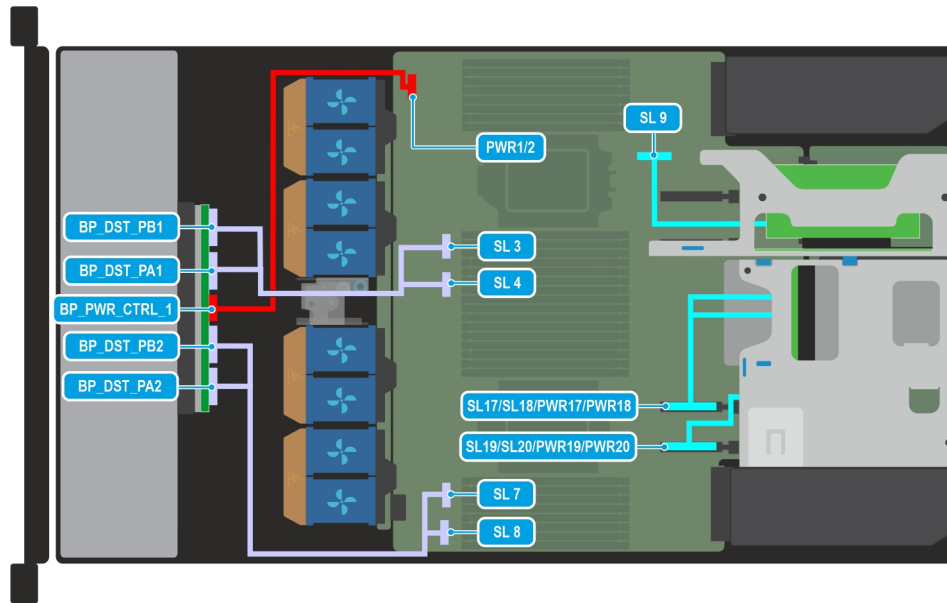 SL 9
PWR1/2
BP_DST_PB1
SL 3
BP_DST_PA1
SL 4
BP_PWR_CTRL_1
BP_DST_PB2
BP_DST_PA2
SL17/SL18/PWR17/PWR18
SL19/SL20/PWR19/PWR20
SL 7
SL 8